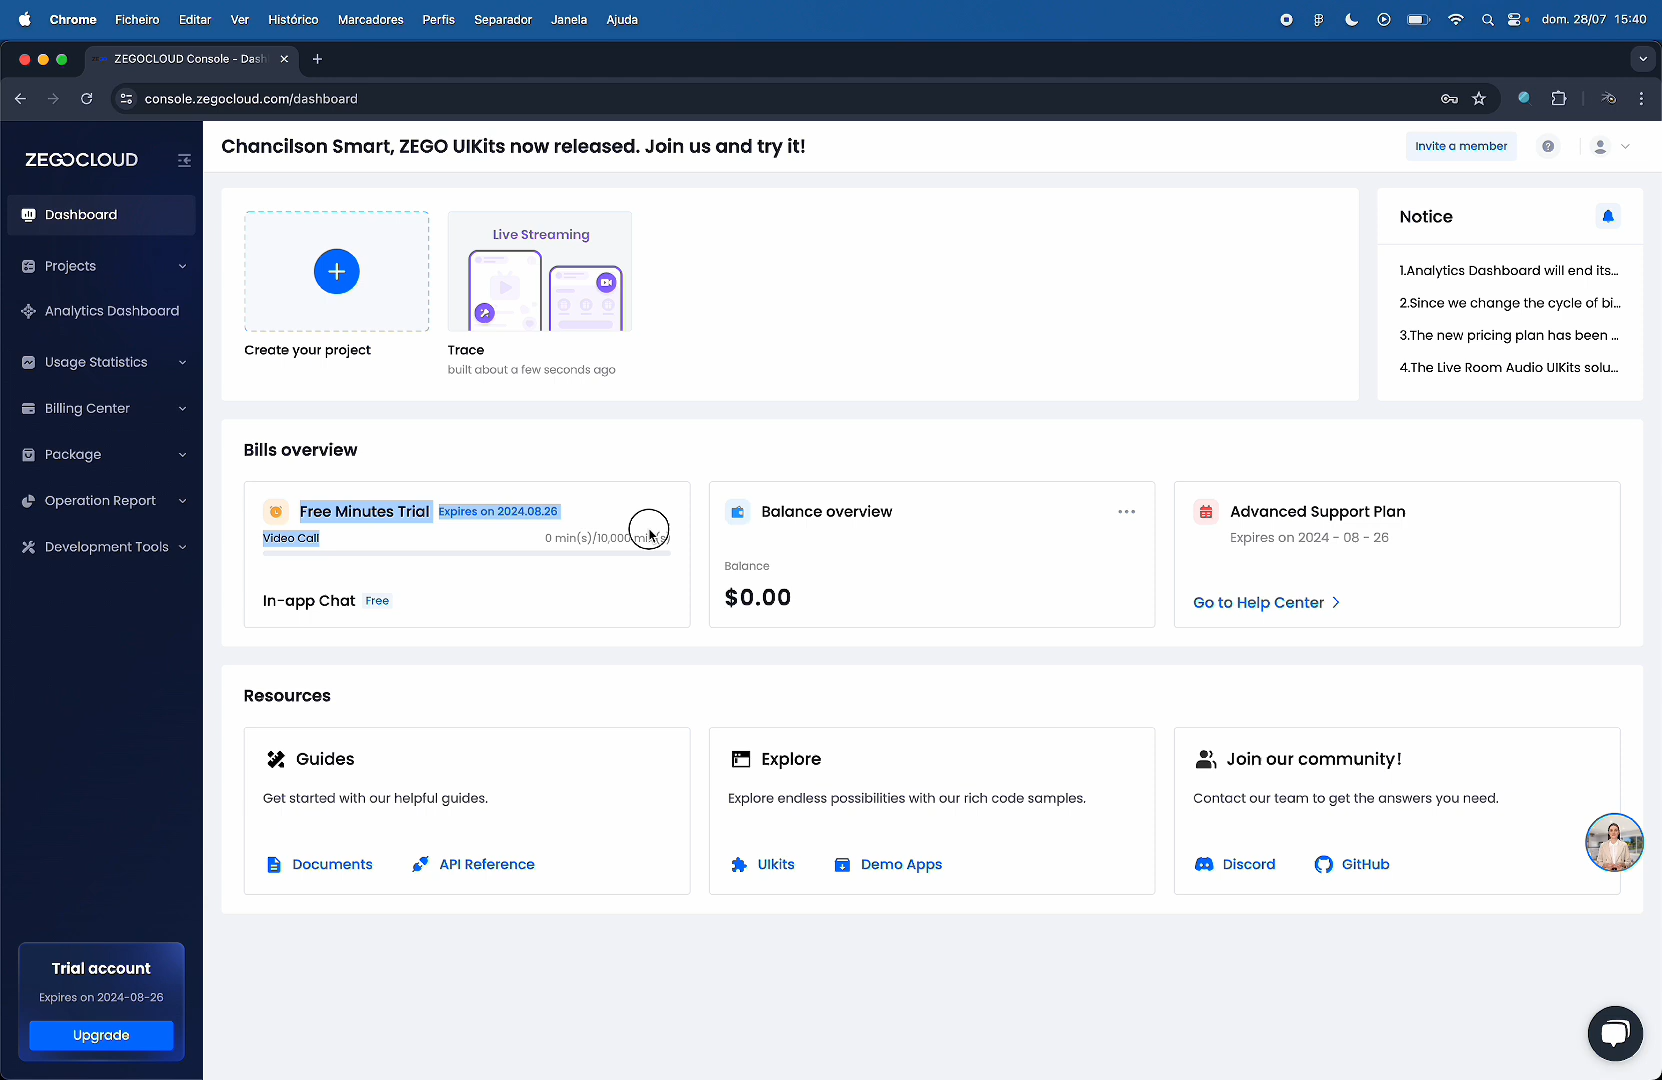 Chrome Ficheiro Editar Ver Histórico Marcadores Perfis Separador Janela Ajuda dom. 28/07 15:40
ZEGOCLOUD Console - Dash
console.zegocloud.com/dashboard
ZEGOCLOUD
Dashboard
Projects
Analytics Dashboard
Usage Statistics
Billing Center
Package
Operation Report
Development Tools
Trial account
Expires on 2024-08-26
Upgrade
Chancilson Smart, ZEGO UIKits now released. Join us and try it!
Invite a member
Live Streaming
Create your project
Trace
built about a few seconds ago
Notice
1.Analytics Dashboard will end its...
2.Since we change the cycle of bi...
3.The new pricing plan has been ...
4.The Live Room Audio UIKits solu...
Bills overview
Free Minutes Trial Expires on 2024.08.26
Video Call 0 min(s)/10,000 min(s)
In-app Chat Free
Balance overview
Balance
$0.00
Advanced Support Plan
Expires on 2024 - 08 - 26
Go to Help Center
Resources
Guides
Get started with our helpful guides.
Documents API Reference
Explore
Explore endless possibilities with our rich code samples.
UIkits Demo Apps
Join our community!
Contact our team to get the answers you need.
Discord GitHub